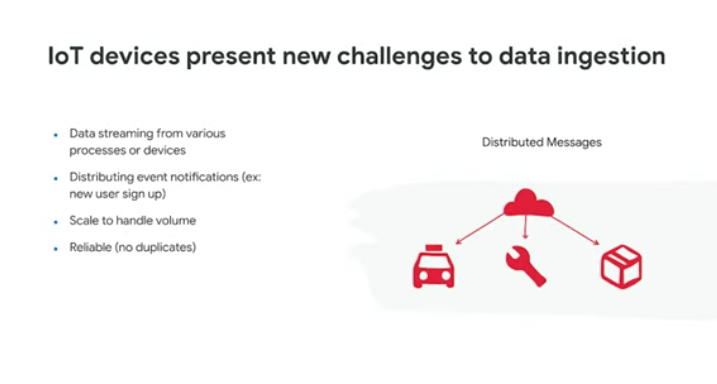 IoT devices present new challenges to data ingestion
Data streaming from various
processes or devices
Distributing event notifications (ex:
new user sign up)
Scale to handle volume
Reliable (no duplicates)
Distributed Messages